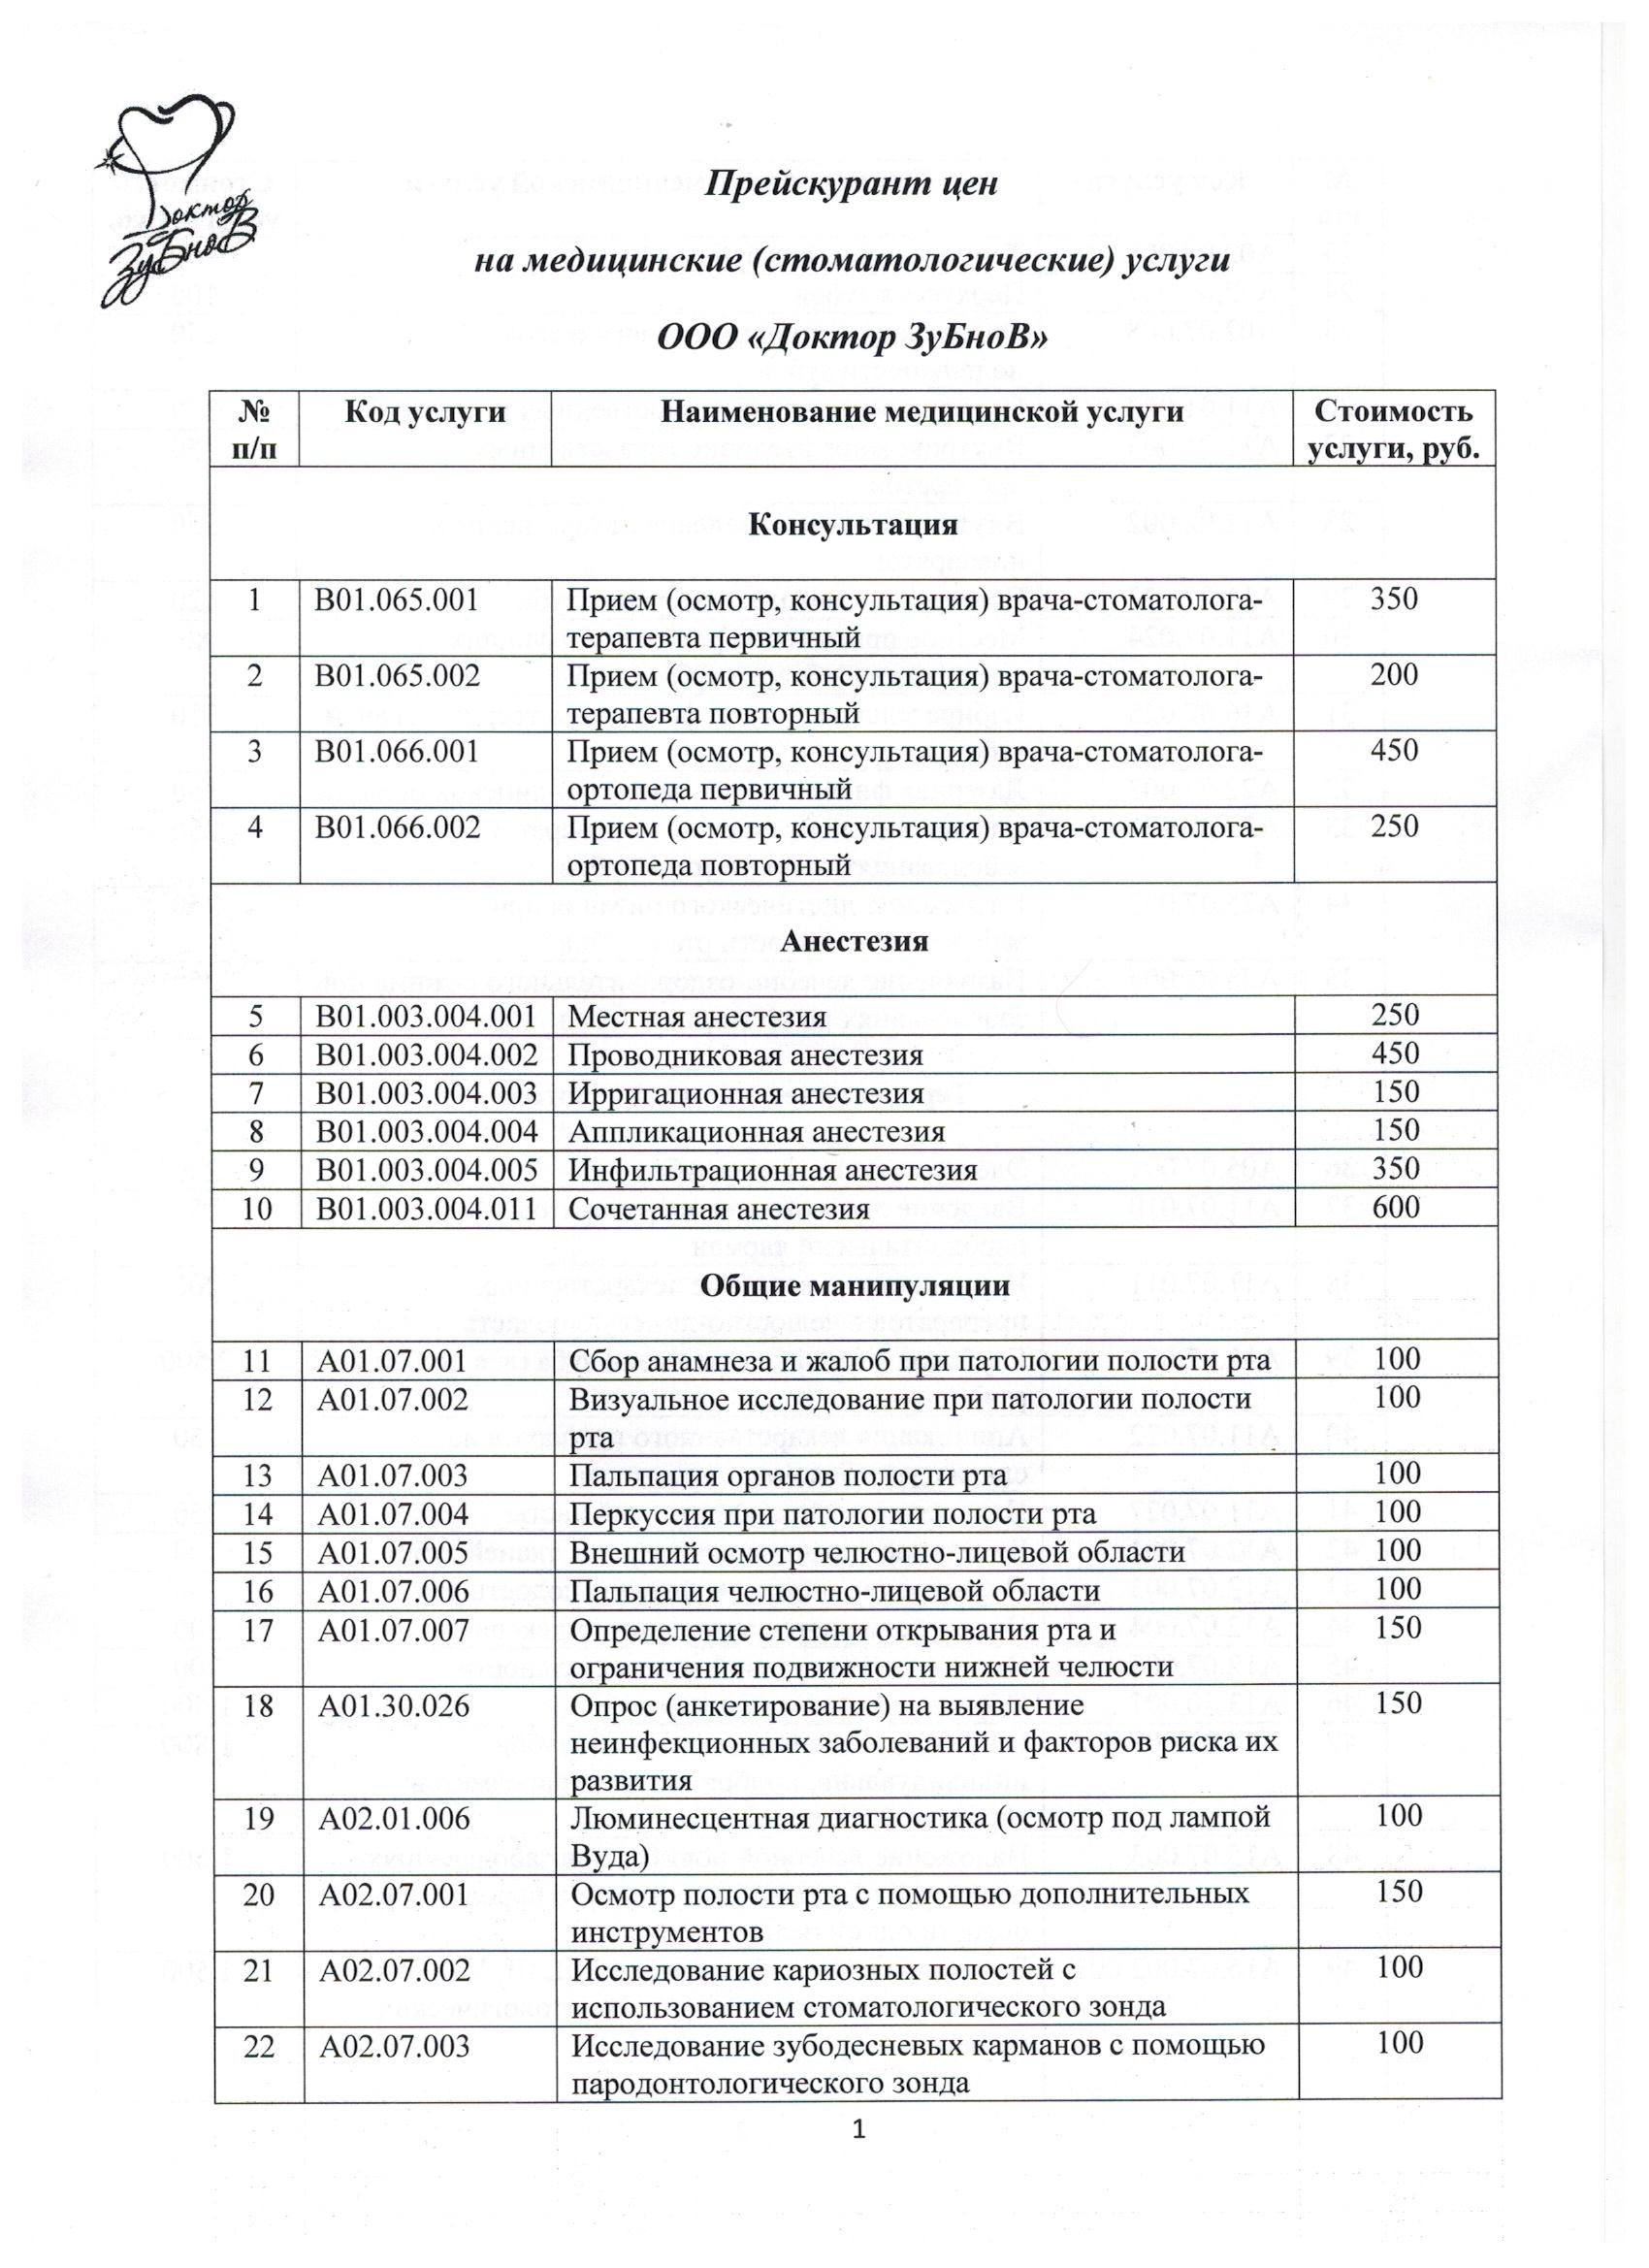 Доктор
ЗуБноВ
Прейскурант цен
на медицинские (стоматологические) услуги
ООО «Доктор ЗуБноВ»
№ Код услуги Наименование медицинской услуги Стоимость
п/п услуги, руб.
Консультация
1 B01.065.001 Прием (осмотр, консультация) врача-стоматолога- 350
терапевта первичный
2 B01.065.002 Прием (осмотр, консультация) врача-стоматолога- 200
терапевта повторный
3 B01.066.001 Прием (осмотр, консультация) врача-стоматолога- 450
ортопеда первичный
4 B01.066.002 Прием (осмотр, консультация) врача-стоматолога- 250
ортопеда повторный
Анестезия
5 B01.003.004.001 Местная анестезия 250
6 B01.003.004.002 Проводниковая анестезия 450
7 B01.003.004.003 Ирригационная анестезия 150
8 B01.003.004.004 Аппликационная анестезия 150
9 B01.003.004.005 Инфильтрационная анестезия 350
10 B01.003.004.011 Сочетанная анестезия 600
Общие манипуляции
11 A01.07.001 Сбор анамнеза и жалоб при патологии полости рта 100
12 A01.07.002 Визуальное исследование при патологии полости 100
рта
13 A01.07.003 Пальпация органов полости рта 100
14 A01.07.004 Перкуссия при патологии полости рта 100
15 A01.07.005 Внешний осмотр челюстно-лицевой области 100
16 A01.07.006 Пальпация челюстно-лицевой области 100
17 A01.07.007 Определение степени открывания рта и 150
ограничения подвижности нижней челюсти
18 A01.30.026 Опрос (анкетирование) на выявление 150
неинфекционных заболеваний и факторов риска их
развития
19 A02.01.006 Люминесцентная диагностика (осмотр под лампой 100
Вуда)
20 A02.07.001 Осмотр полости рта с помощью дополнительных 150
инструментов
21 A02.07.002 Исследование кариозных полостей с 100
использованием стоматологического зонда
22 A02.07.003 Исследование зубодесневых карманов с помощью 100
пародонтологического зонда
1